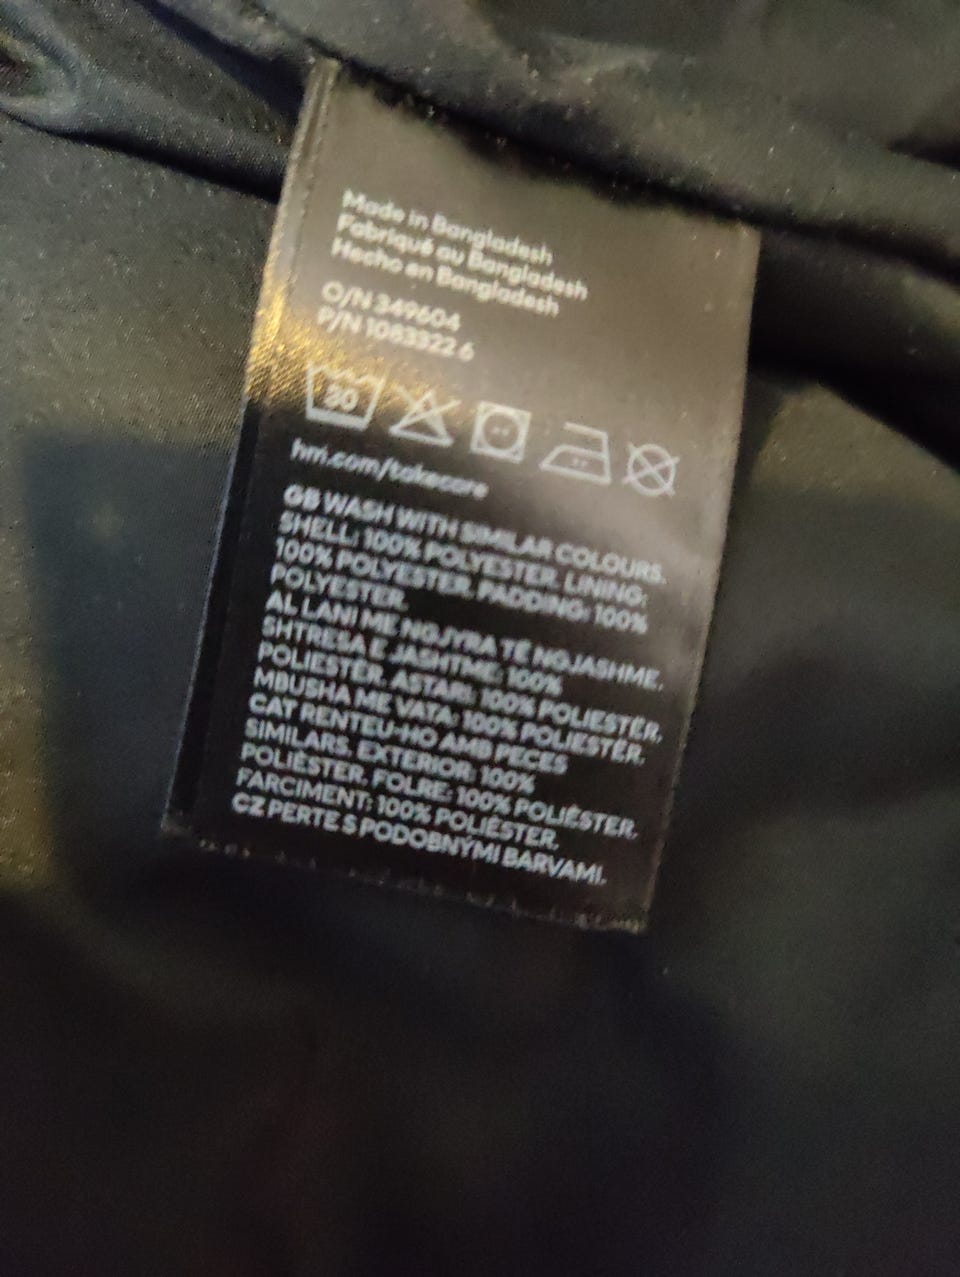 Made in Bangladesh
Fabriqué au Bangladesh
Hecho en Bangladesh
O/N 349604
P/N 1083322 6
30
hm.com/takecare
GB WASH WITH SIMILAR COLOURS.
SHELL: 100% POLYESTER. LINING:
100% POLYESTER. PADDING: 100%
POLYESTER.
AL LANI ME NGJYRA TË NGJASHME.
SHTRESA E JASHTME: 100%
POLIESTËR. ASTARI: 100% POLIESTËR.
MBUSHA ME VATA: 100% POLIESTËR.
CAT RENTEU-HO AMB PECES
SIMILARS. EXTERIOR: 100%
POLIÈSTER. FOLRE: 100% POLIÈSTER.
FARCIMENT: 100% POLIÈSTER.
CZ PERTE S PODOBNÝMI BARVAMI.